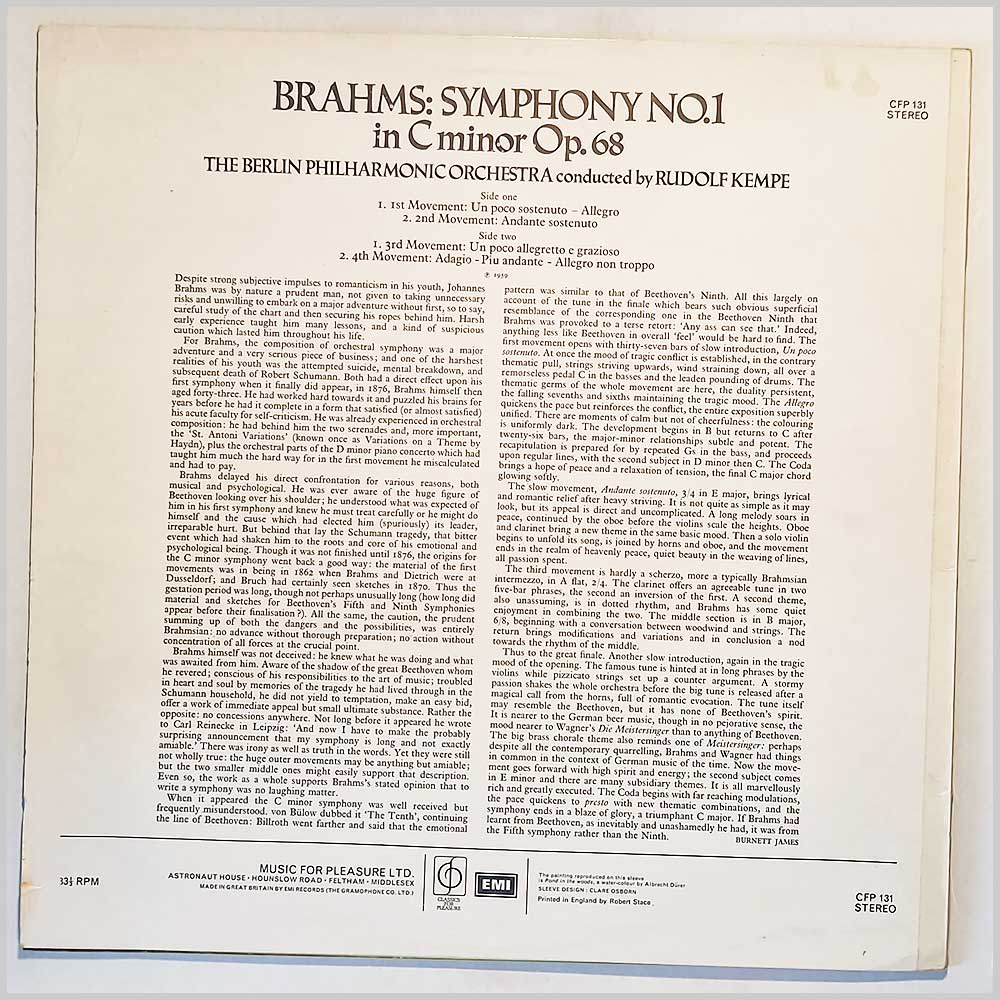 BRAHMS: SYMPHONY NO.1
in C minor Op. 68
THE BERLIN PHILHARMONIC ORCHESTRA conducted by RUDOLF KEMPE
CFP 131
STEREO
Side one
1. 1st Movement: Un poco sostenuto – Allegro
2. 2nd Movement: Andante sostenuto
Side two
1. 3rd Movement: Un poco allegretto e grazioso
2. 4th Movement: Adagio - Piu andante - Allegro non troppo
℗ 1959
Despite strong subjective impulses to romanticism in his youth, Johannes
Brahms was by nature a prudent man, not given to taking unnecessary
risks and unwilling to embark on a major adventure without first, so to say,
careful study of the chart and then securing his ropes behind him. Harsh
early experience taught him many lessons, and a kind of suspicious
caution which lasted him throughout his life.
For Brahms, the composition of orchestral symphony was a major
adventure and a very serious piece of business; and one of the harshest
realities of his youth was the attempted suicide, mental breakdown, and
subsequent death of Robert Schumann. Both had a direct effect upon his
first symphony when it finally did appear, in 1876, Brahms himself then
aged forty-three. He had worked hard towards it and puzzled his brains for
years before he had it complete in a form that satisfied (or almost satisfied)
his acute faculty for self-criticism. He was already experienced in orchestral
composition: he had behind him the two serenades and, more important,
the 'St. Antoni Variations' (known once as Variations on a Theme by
Haydn), plus the orchestral parts of the D minor piano concerto which had
taught him much the hard way for in the first movement he miscalculated
and had to pay.
Brahms delayed his direct confrontation for various reasons, both
musical and psychological. He was ever aware of the huge figure of
Beethoven looking over his shoulder; he understood what was expected of
him in his first symphony and knew he must treat carefully or he might do
himself and the cause which had elected him (spuriously) its leader,
irreparable hurt. But behind that lay the Schumann tragedy, that bitter
event which had shaken him to the roots and core of his emotional and
psychological being. Though it was not finished until 1876, the origins for
the C minor symphony went back a good way: the material of the first
movements was in being in 1862 when Brahms and Dietrich were at
Dusseldorf; and Bruch had certainly seen sketches in 1870. Thus the
gestation period was long, though not perhaps unusually long (how long did
material and sketches for Beethoven's Fifth and Ninth Symphonies
appear before their finalisation?). All the same, the caution, the prudent
summing up of both the dangers and the possibilities, was entirely
Brahmsian: no advance without thorough preparation; no action without
concentration of all forces at the crucial point.
Brahms himself was not deceived: he knew what he was doing and what
was awaited from him. Aware of the shadow of the great Beethoven whom
he revered; conscious of his responsibilities to the art of music; troubled
in heart and soul by memories of the tragedy he had lived through in the
Schumann household, he did not yield to temptation, make an easy bid,
offer a work of immediate appeal but small ultimate substance. Rather the
opposite: no concessions anywhere. Not long before it appeared he wrote
to Carl Reinecke in Leipzig: 'And now I have to make the probably
surprising announcement that my symphony is long and not exactly
amiable.' There was irony as well as truth in the words. Yet they were still
not wholly true: the huge outer movements may be anything but amiable;
but the two smaller middle ones might easily support that description.
Even so, the work as a whole supports Brahms's stated opinion that to
write a symphony was no laughing matter.
When it appeared the C minor symphony was well received but
frequently misunderstood. von Bülow dubbed it 'The Tenth', continuing
the line of Beethoven: Billroth went farther and said that the emotional
pattern was similar to that of Beethoven's Ninth. All this largely on
account of the tune in the finale which bears such obvious superficial
resemblance of the corresponding one in the Beethoven Ninth that
Brahms was provoked to a terse retort: 'Any ass can see that.' Indeed,
anything less like Beethoven in overall 'feel' would be hard to find. The
first movement opens with thirty-seven bars of slow introduction, Un poco
sostenuto. At once the mood of tragic conflict is established, in the contrary
thematic pull, strings striving upwards, wind straining down, all over a
remorseless pedal C in the basses and the leaden pounding of drums. The
thematic germs of the whole movement are here, the duality persistent,
the falling sevenths and sixths maintaining the tragic mood. The Allegro
quickens the pace but reinforces the conflict, the entire exposition superbly
unified. There are moments of calm but not of cheerfulness: the colouring
is uniformly dark. The development begins in B but returns to C after
twenty-six bars, the major-minor relationships subtle and potent. The
recapitulation is prepared for by repeated Gs in the bass, and proceeds
upon regular lines, with the second subject in D minor then C. The Coda
brings a hope of peace and a relaxation of tension, the final C major chord
glowing softly.
The slow movement, Andante sostenuto, 3/4 in E major, brings lyrical
and romantic relief after heavy striving. It is not quite as simple as it may
look, but its appeal is direct and uncomplicated. A long melody soars in
peace, continued by the oboe before the violins scale the heights. Oboe
and clarinet bring a new theme in the same basic mood. Then a solo violin
begins to unfold its song, is joined by horns and oboe, and the movement
ends in the realm of heavenly peace, quiet beauty in the weaving of lines,
all passion spent.
The third movement is hardly a scherzo, more a typically Brahmsian
intermezzo, in A flat, 2/4. The clarinet offers an agreeable tune in two
five-bar phrases, the second an inversion of the first. A second theme,
also unassuming, is in dotted rhythm, and Brahms has some quiet
enjoyment in combining the two. The middle section is in B major,
6/8, beginning with a conversation between woodwind and strings. The
return brings modifications and variations and in conclusion a nod
towards the rhythm of the middle.
Thus to the great finale. Another slow introduction, again in the tragic
mood of the opening. The famous tune is hinted at in long phrases by the
violins while pizzicato strings set up a counter argument. A stormy
passion shakes the whole orchestra before the big tune is released after a
magical call from the horns, full of romantic evocation. The tune itself
may resemble the Beethoven, but it has none of Beethoven's spirit.
It is nearer to the German beer music, though in no pejorative sense, the
mood nearer to Wagner's Die Meistersinger than to anything of Beethoven.
The big brass chorale theme also reminds one of Meistersinger: perhaps
despite all the contemporary quarrelling, Brahms and Wagner had things
in common in the context of German music of the time. Now the move-
ment goes forward with high spirit and energy; the second subject comes
in E minor and there are many subsidiary themes. It is all marvellously
rich and greatly executed. The Coda begins with far reaching modulations,
the pace quickens to presto with new thematic combinations, and the
symphony ends in a blaze of glory, a triumphant C major. If Brahms had
learnt from Beethoven, as inevitably and unashamedly he had, it was from
the Fifth symphony rather than the Ninth.
BURNETT JAMES
33⅓ RPM
MUSIC FOR PLEASURE LTD.
ASTRONAUT HOUSE · HOUNSLOW ROAD · FELTHAM · MIDDLESEX
MADE IN GREAT BRITAIN BY EMI RECORDS (THE GRAMOPHONE CO. LTD.)
CLASSICS
FOR
PLEASURE
EMI
The painting reproduced on this sleeve
is Pond in the woods, a water-colour by Albrecht Dürer
SLEEVE DESIGN: CLARE OSBORN
Printed in England by Robert Stace
CFP 131
STEREO